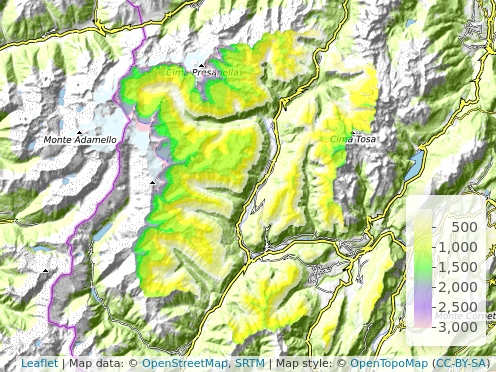 Cima Presanella
Monte Adamello
Cima Tosa
500
1,000
1,500
2,000
2,500
3,000
Leaflet | Map data: © OpenStreetMap, SRTM | Map style: © OpenTopoMap (CC-BY-SA)